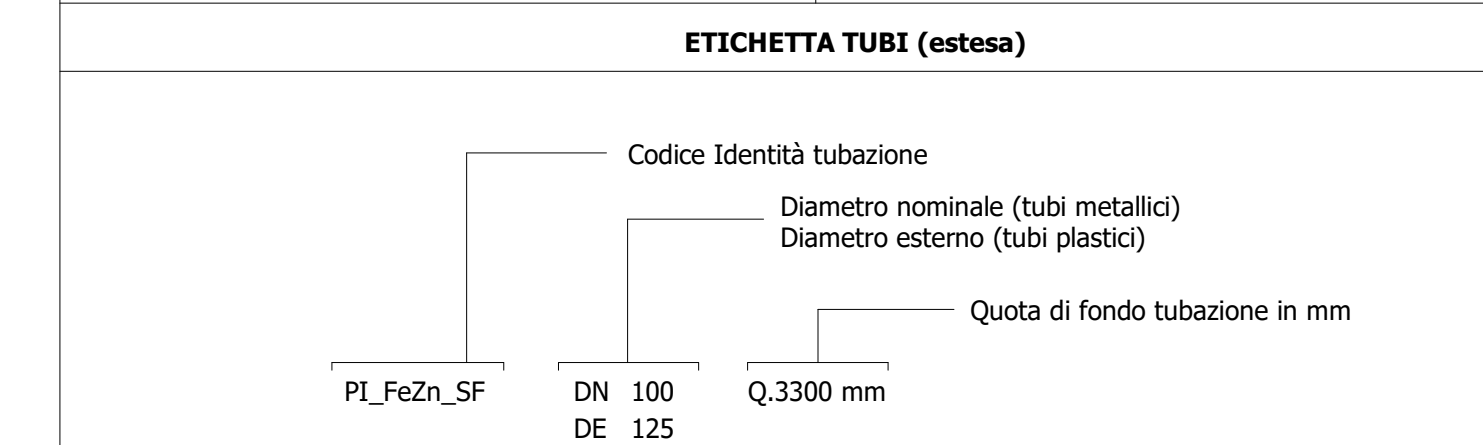 ETICHETTA TUBI (estesa)
Codice Identità tubazione
Diametro nominale (tubi metallici)
Diametro esterno (tubi plastici)
Quota di fondo tubazione in mm
PI_FeZn_SF DN 100 Q.3300 mm
DE 125